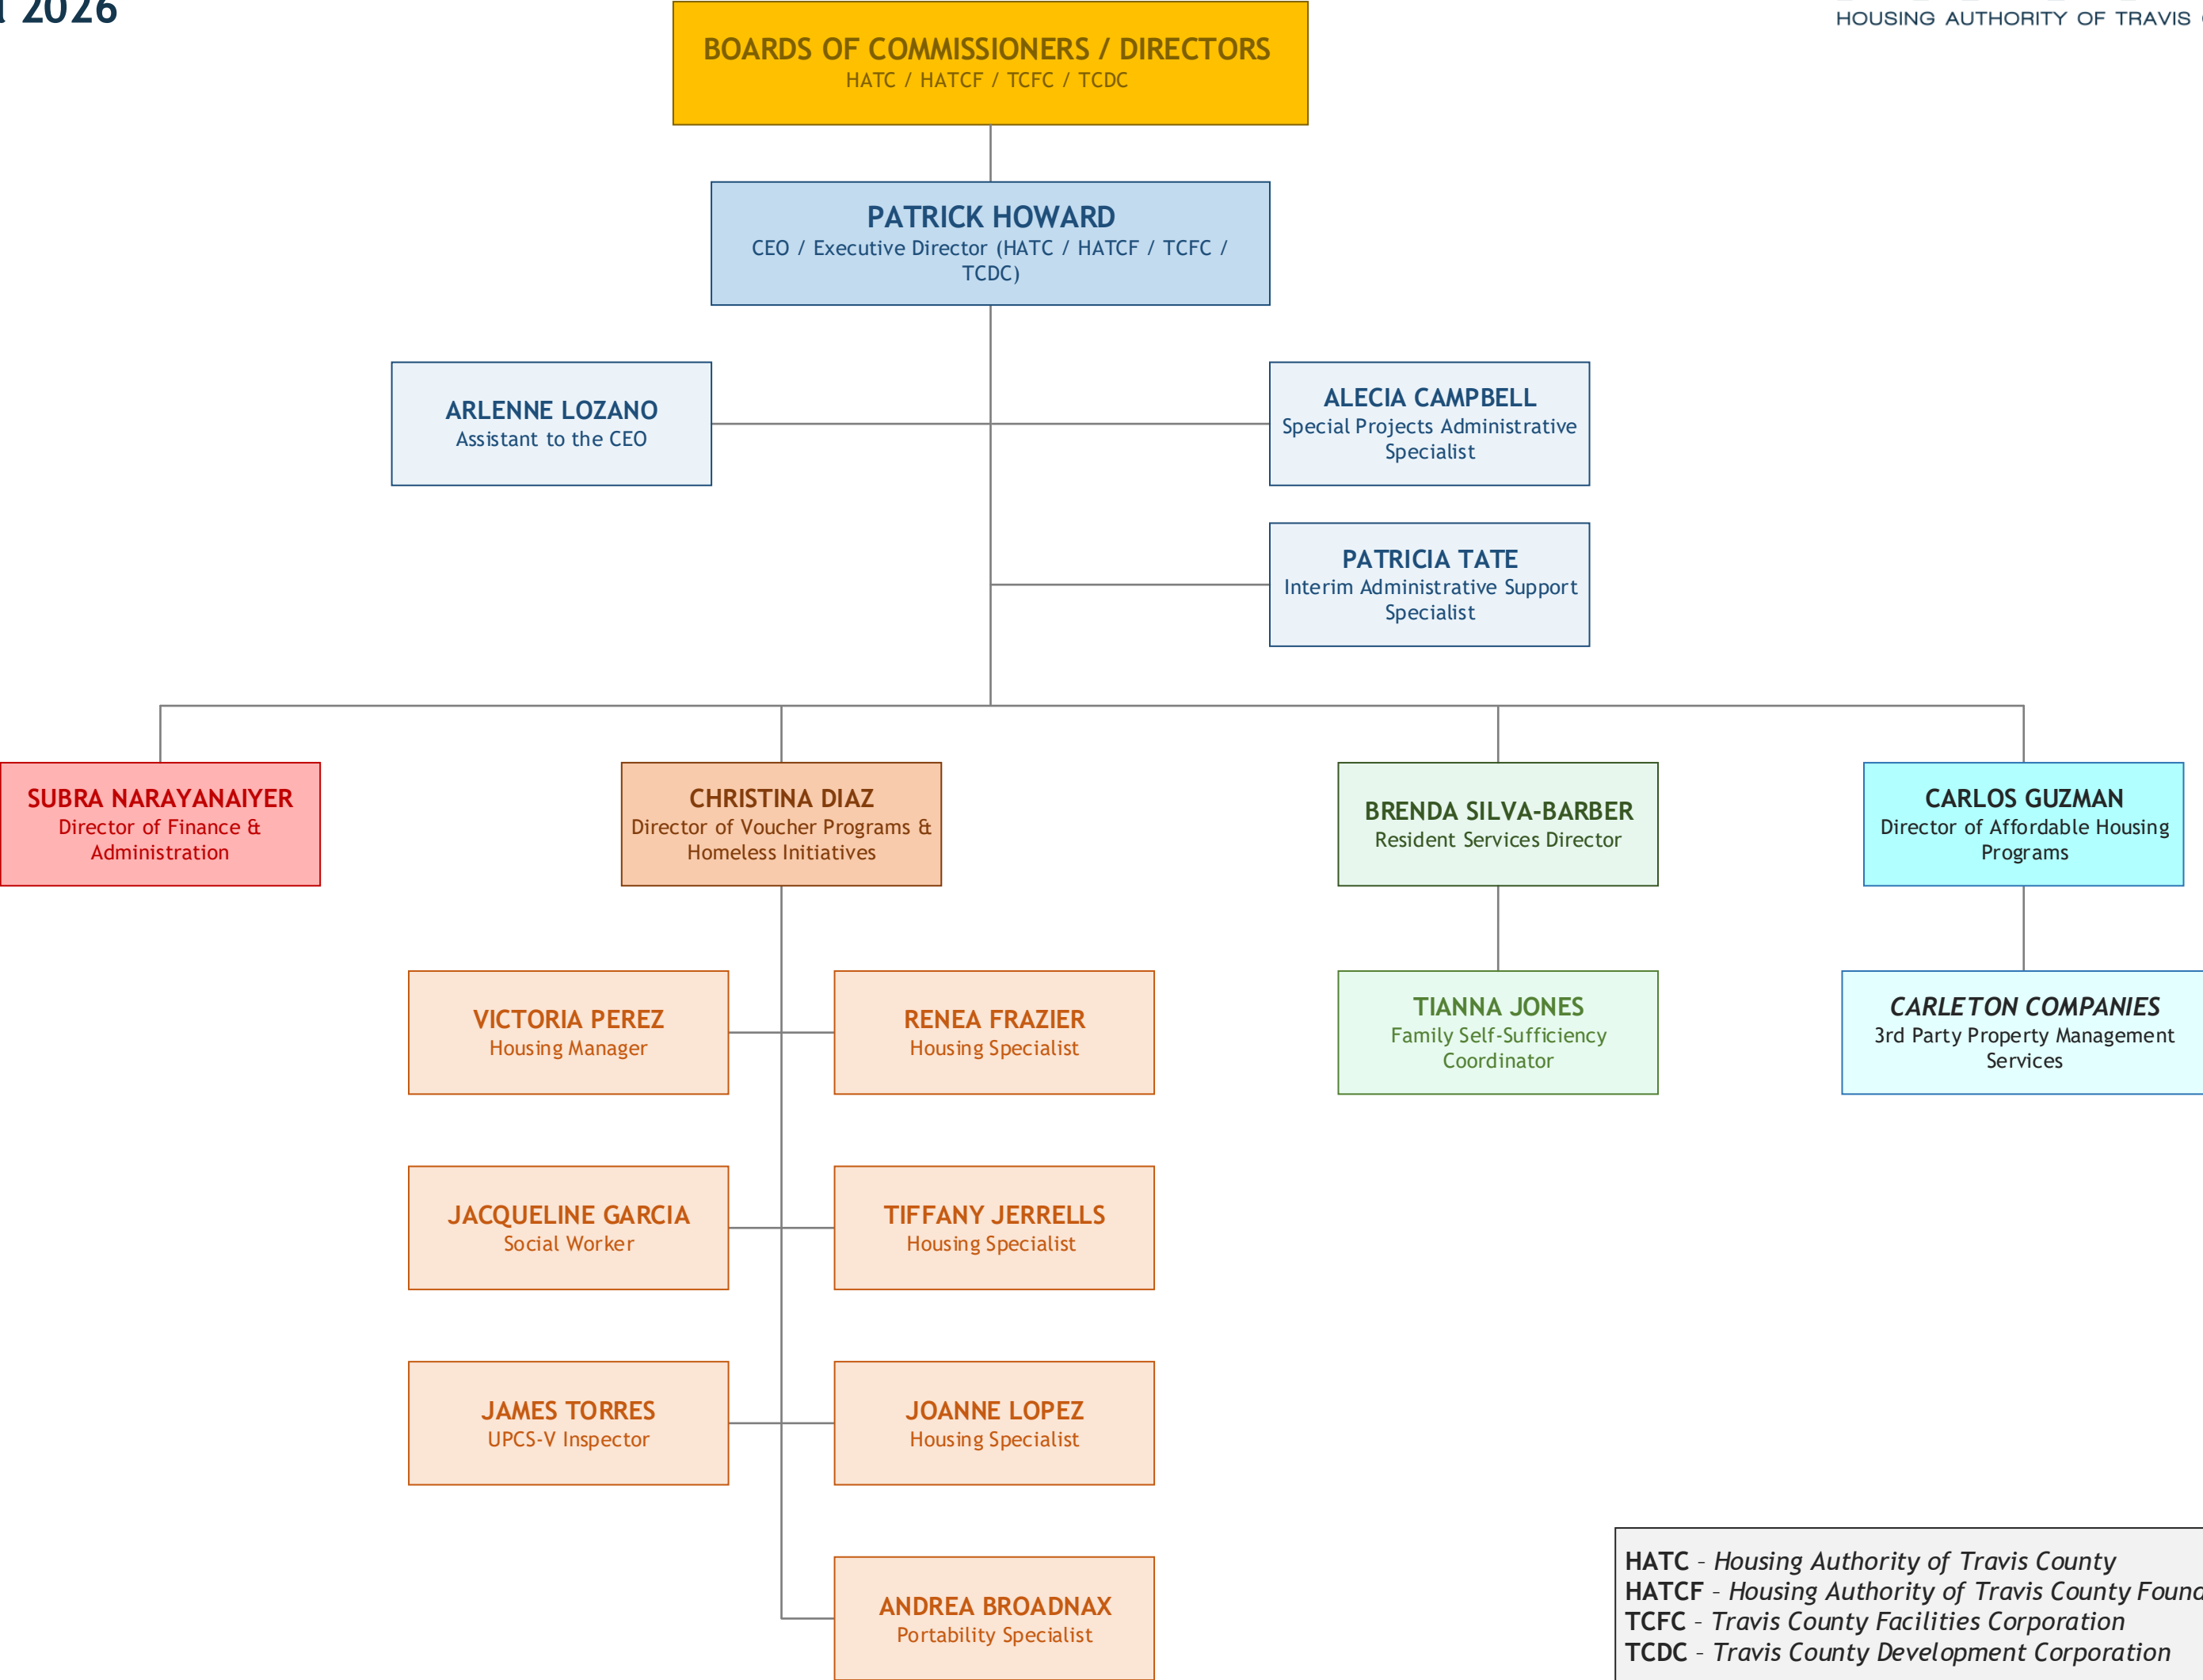 2026
HOUSING AUTHORITY OF TRAVIS
BOARDS OF COMMISSIONERS / DIRECTORS
HATC / HATCF / TCFC / TCDC
PATRICK HOWARD
CEO / Executive Director (HATC / HATCF / TCFC /
TCDC)
ARLENNE LOZANO
Assistant to the CEO
ALECIA CAMPBELL
Special Projects Administrative
Specialist
PATRICIA TATE
Interim Administrative Support
Specialist
SUBRA NARAYANAIYER
Director of Finance &
Administration
CHRISTINA DIAZ
Director of Voucher Programs &
Homeless Initiatives
BRENDA SILVA-BARBER
Resident Services Director
CARLOS GUZMAN
Director of Affordable Housing
Programs
VICTORIA PEREZ
Housing Manager
RENEA FRAZIER
Housing Specialist
TIANNA JONES
Family Self-Sufficiency
Coordinator
CARLETON COMPANIES
3rd Party Property Management
Services
JACQUELINE GARCIA
Social Worker
TIFFANY JERRELLS
Housing Specialist
JAMES TORRES
UPCS-V Inspector
JOANNE LOPEZ
Housing Specialist
ANDREA BROADNAX
Portability Specialist
HATC – Housing Authority of Travis County
HATCF – Housing Authority of Travis County
TCFC – Travis County Facilities Corporation
TCDC – Travis County Development Corporation